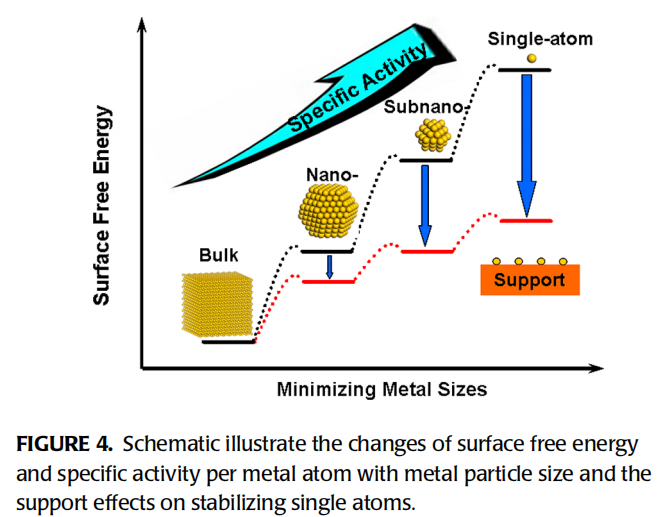 Single-atom
Specific Activity
Subnano-
Nano-
Bulk
Support
Surface Free Energy
Minimizing Metal Sizes
FIGURE 4. Schematic illustrate the changes of surface free energy
and specific activity per metal atom with metal particle size and the
support effects on stabilizing single atoms.